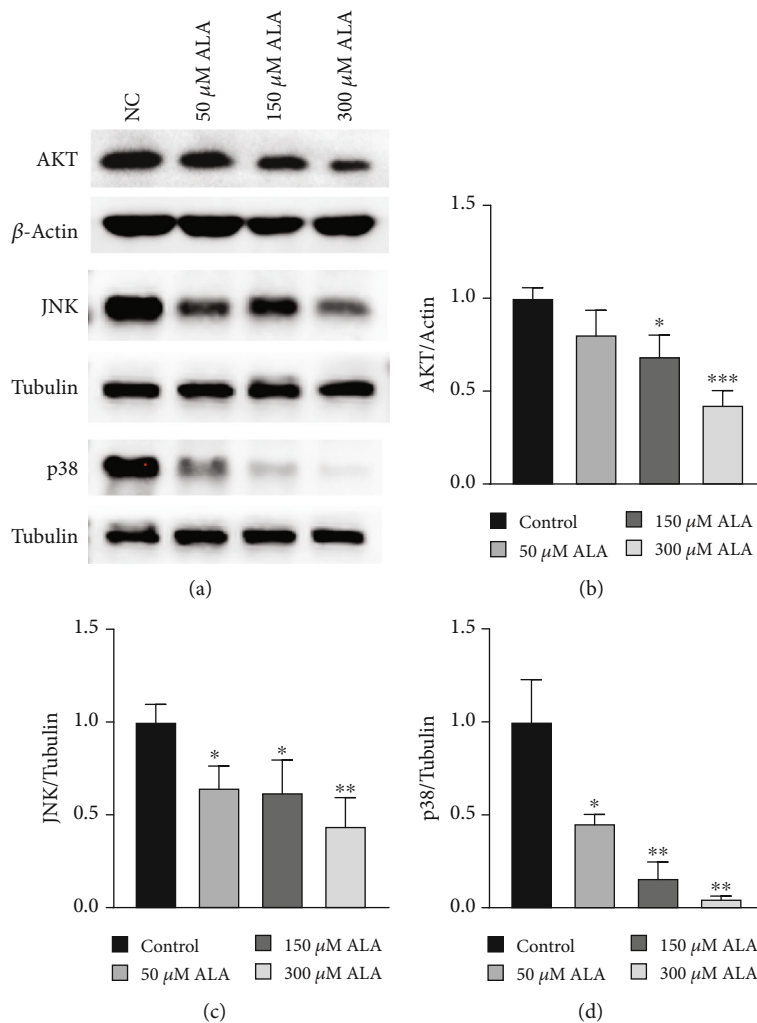 NC
50 μM ALA
150 μM ALA
300 μM ALA
AKT
β-Actin
JNK
Tubulin
p38
Tubulin
(a)
1.5
1.0
0.5
0.0
AKT/Actin
*
***
Control
150 μM ALA
50 μM ALA
300 μM ALA
(b)
1.5
1.0
0.5
0.0
JNK/Tubulin
*
*
**
Control
150 μM ALA
50 μM ALA
300 μM ALA
(c)
1.5
1.0
0.5
0.0
p38/Tubulin
*
**
**
Control
150 μM ALA
50 μM ALA
300 μM ALA
(d)